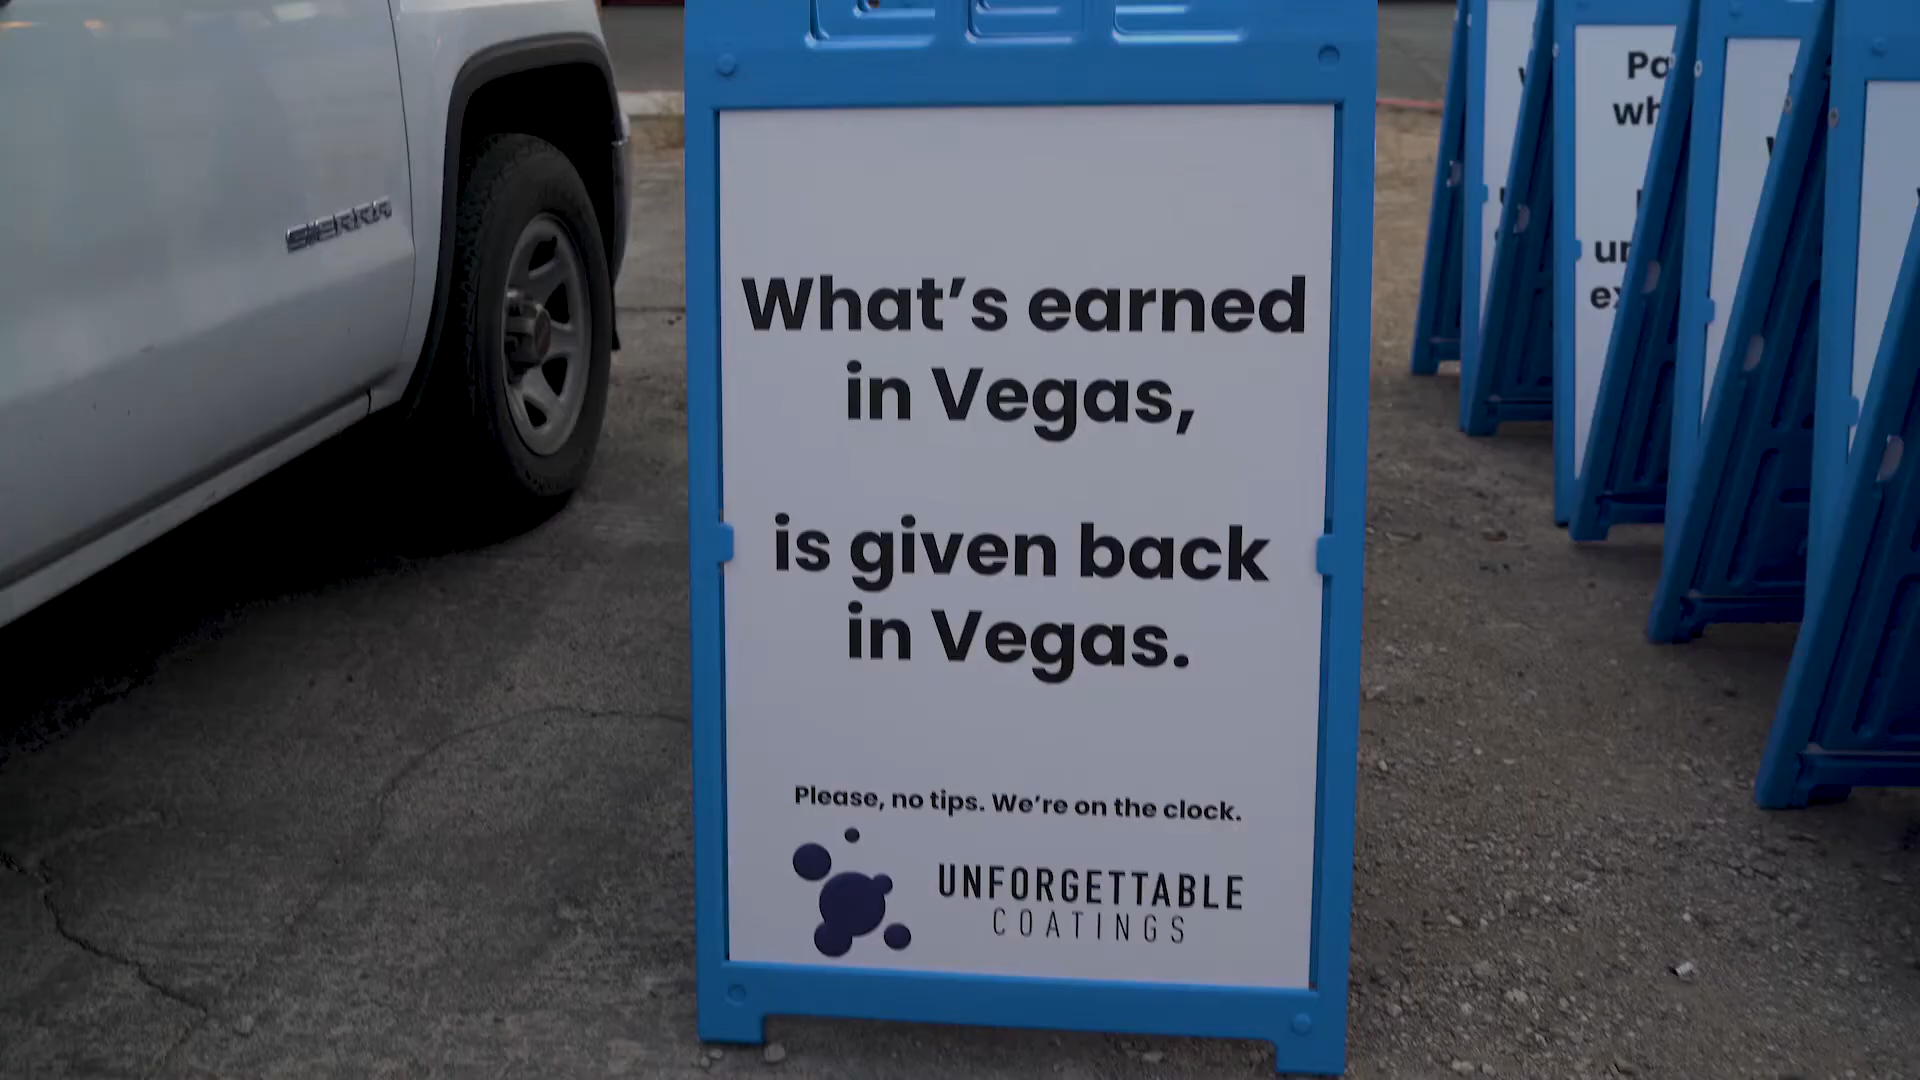 SIERRA
What's earned
in Vegas,
is given back
in Vegas.
Please, no tips. We're on the clock.
UNFORGETTABLE
COATINGS